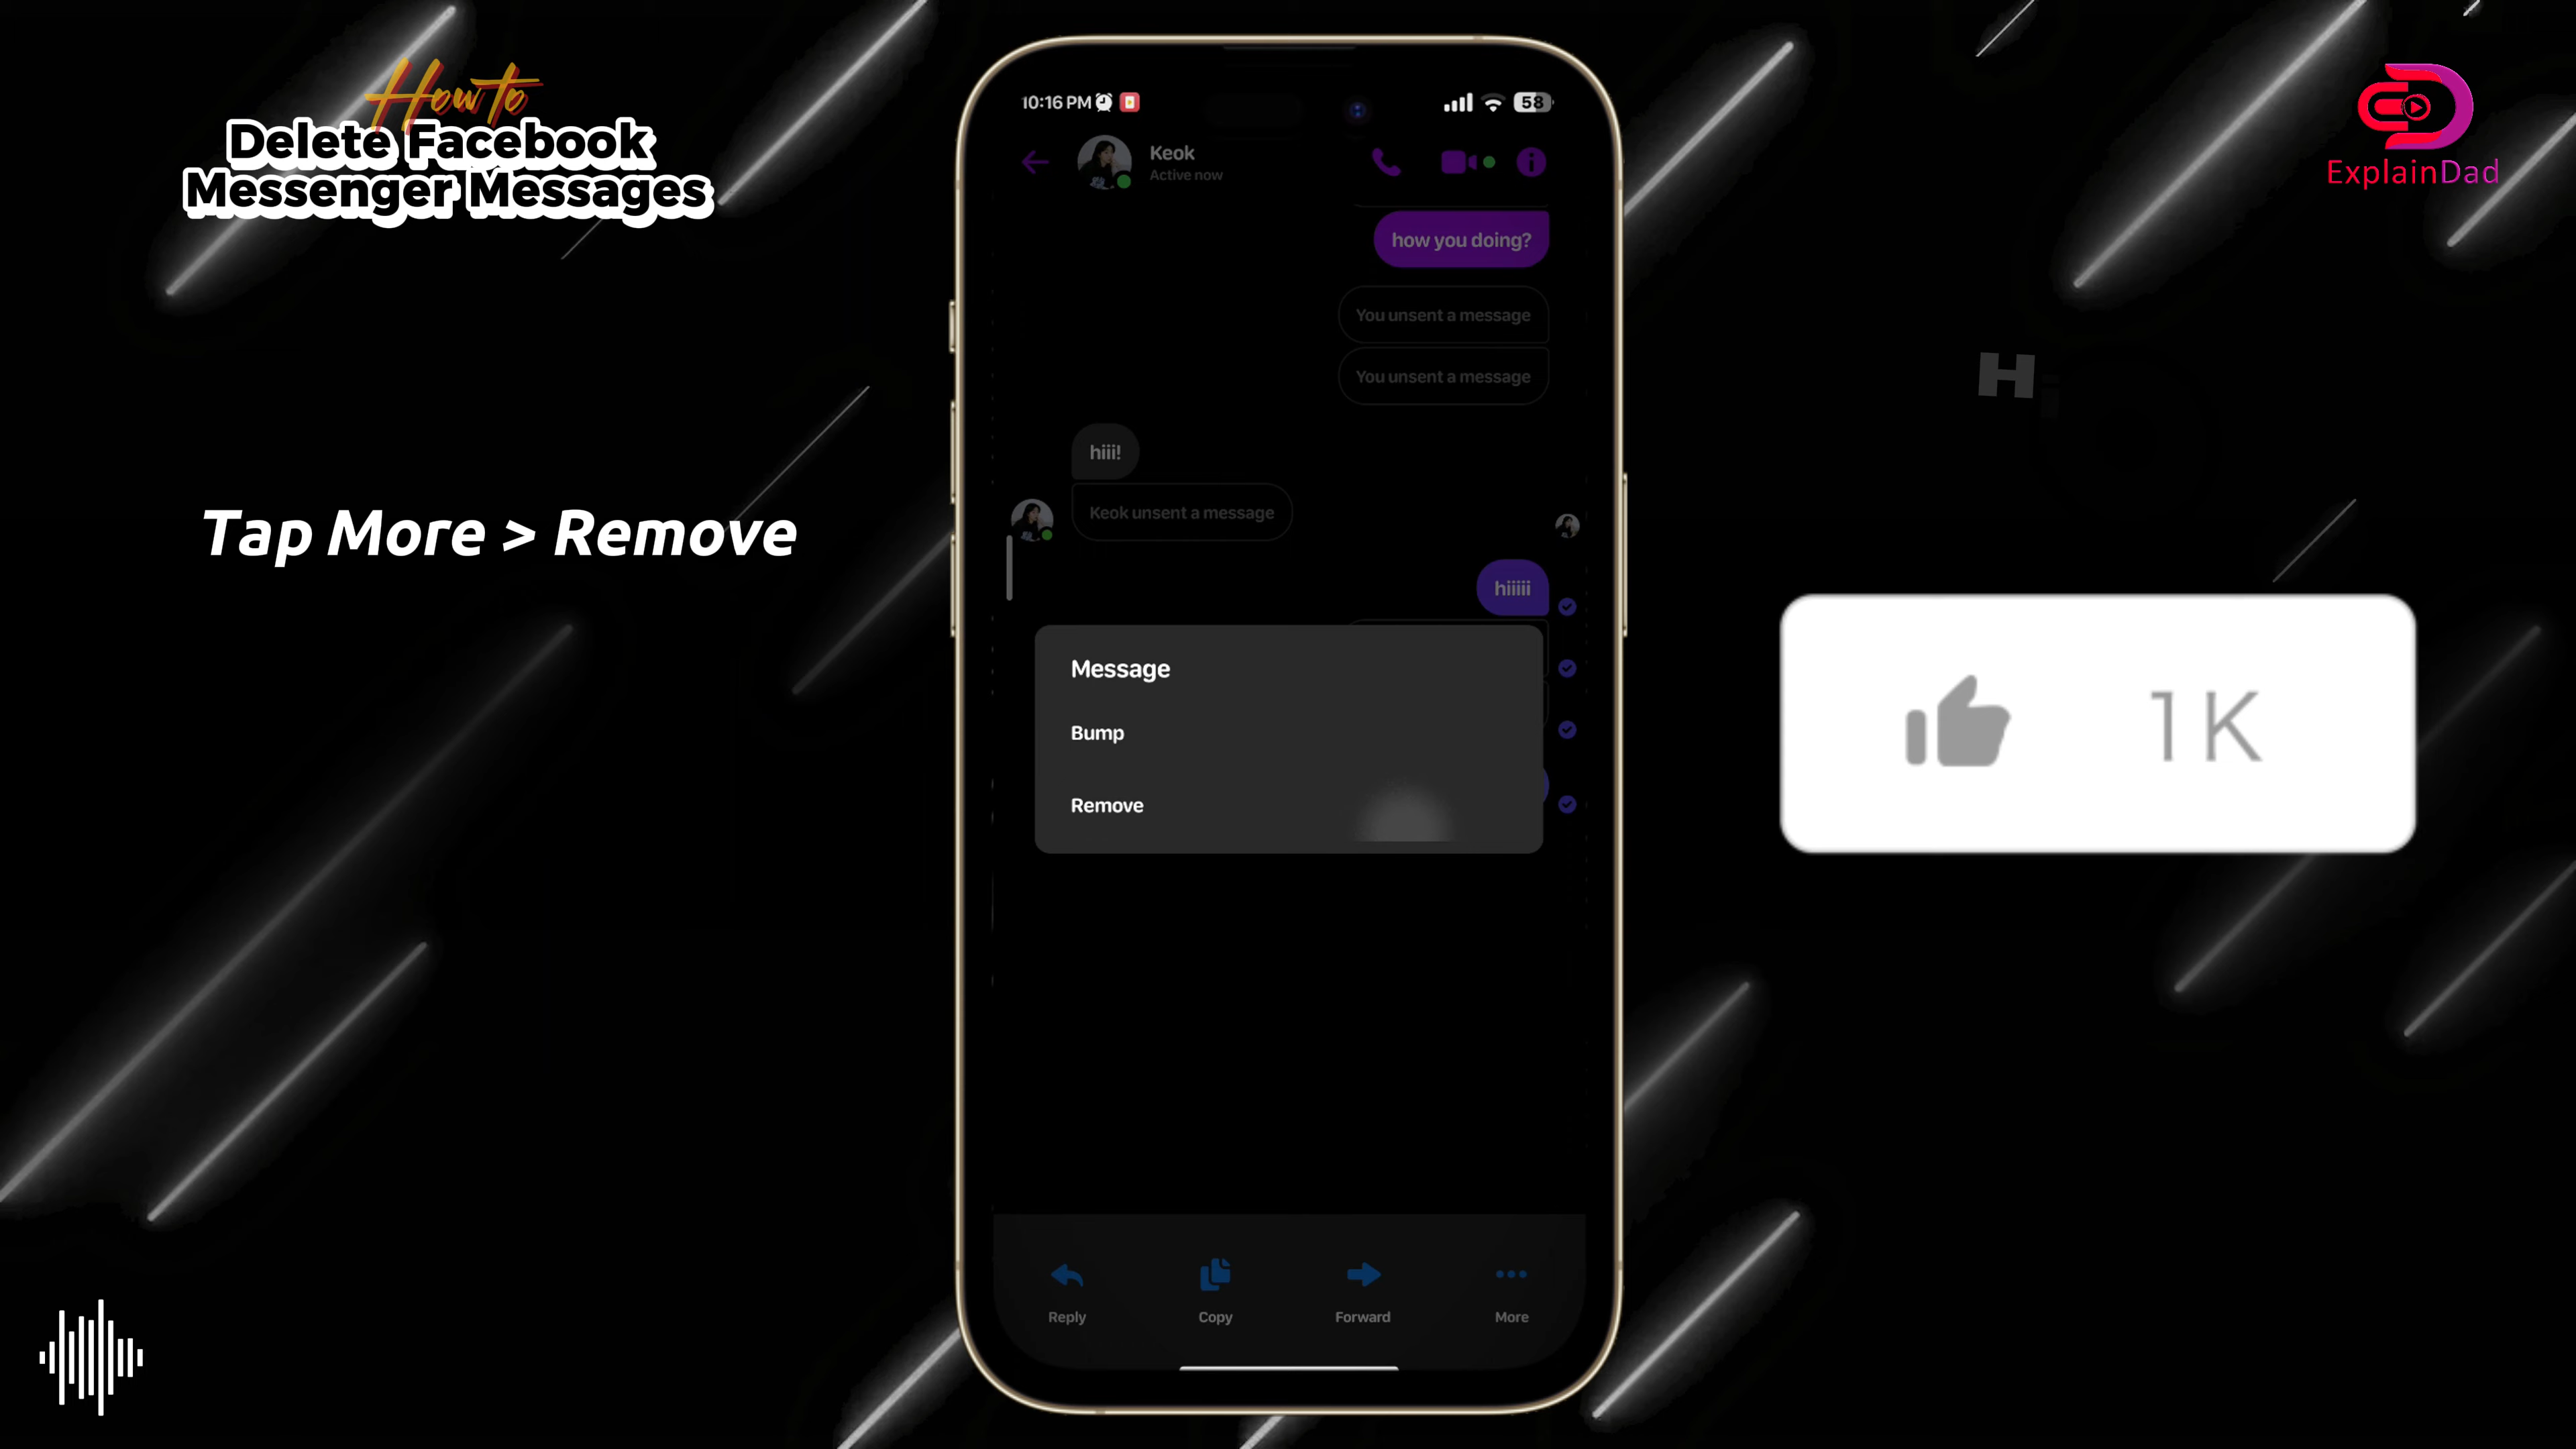 How to
Delete Facebook
Messenger Messages
Tap More > Remove
10:16 PM
58
Keok
Active now
how you doing?
You unsent a message
You unsent a message
hiii!
Keok unsent a message
hiiiii
Message
Bump
Remove
Reply
Copy
Forward
More
ExplainDad
H
1K